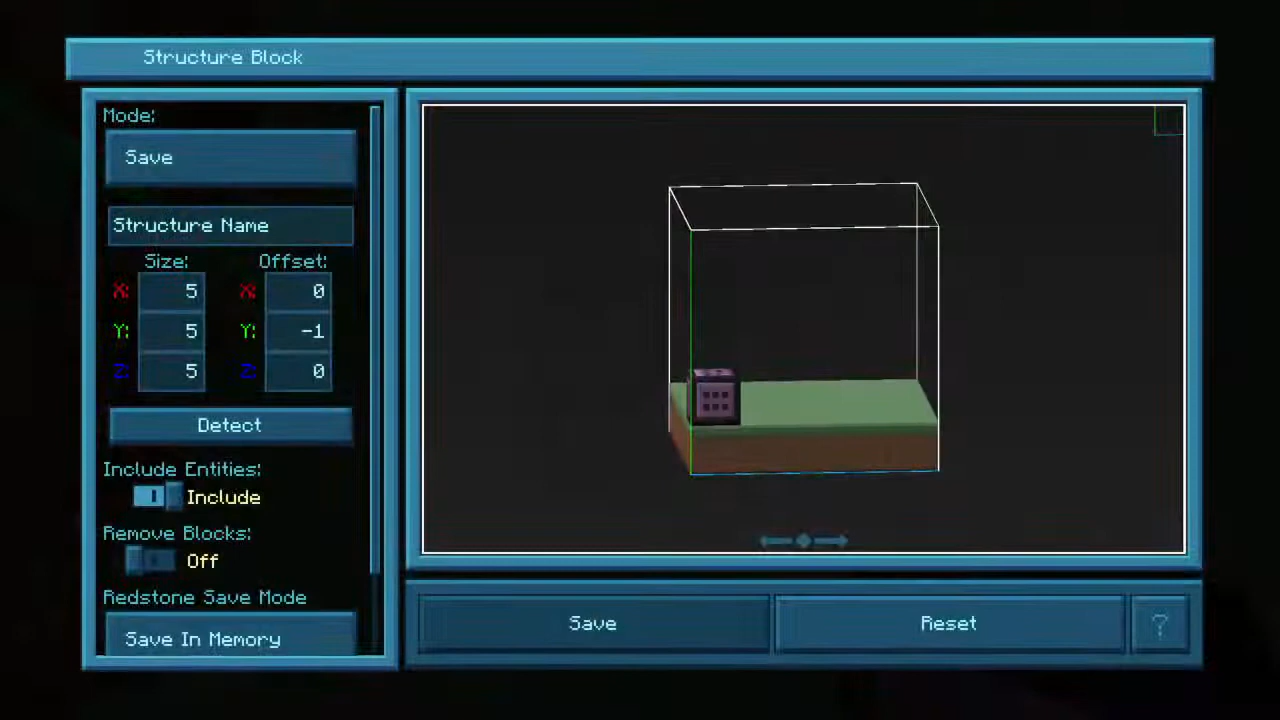 Structure Block
Mode:
Save
Structure Name
Size: Offset:
X: 5 X: 0
Y: 5 Y: -1
Z: 5 Z: 0
Detect
Include Entities:
Include
Remove Blocks:
Off
Redstone Save Mode
Save In Memory
Save Reset ?